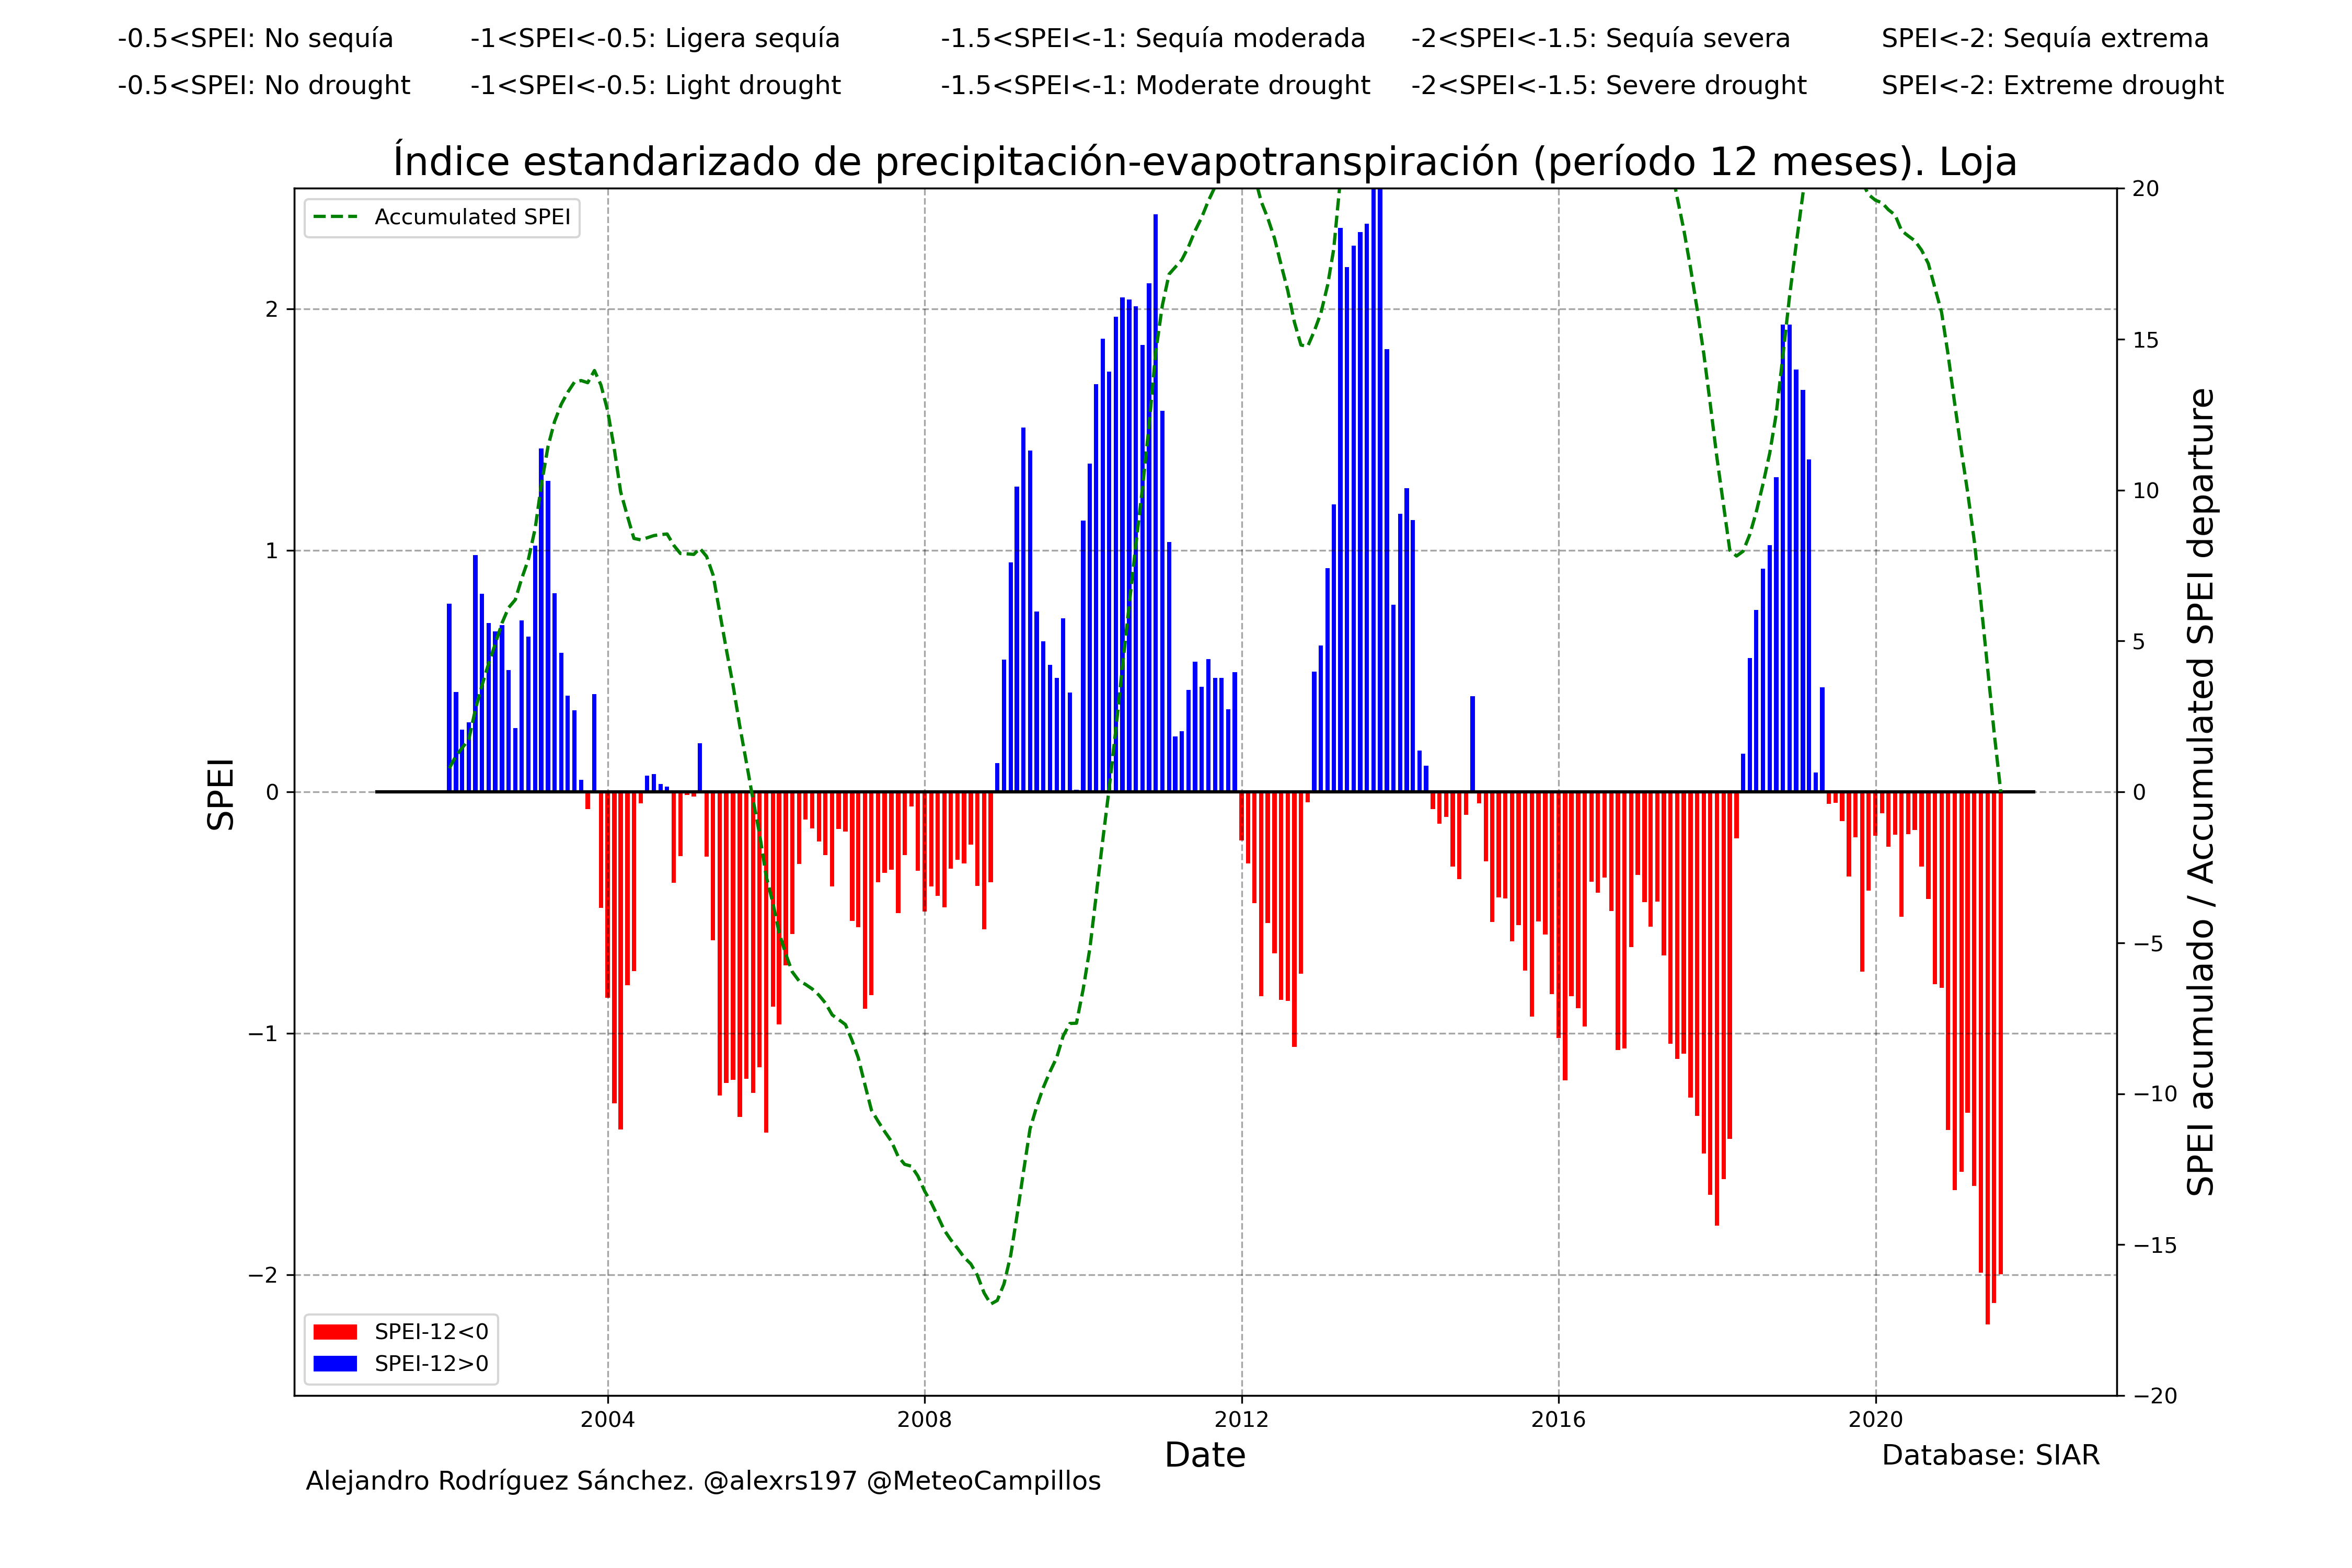 -0.5<SPEI: No sequía -1<SPEI<-0.5: Ligera sequía -1.5<SPEI<-1: Sequía moderada -2<SPEI<-1.5: Sequía severa SPEI<-2: Sequía extrema
-0.5<SPEI: No drought -1<SPEI<-0.5: Light drought -1.5<SPEI<-1: Moderate drought -2<SPEI<-1.5: Severe drought SPEI<-2: Extreme drought
Índice estandarizado de precipitación-evapotranspiración (período 12 meses). Loja
Accumulated SPEI
SPEI
2
1
0
−1
−2
20
15
10
5
0
−5
−10
−15
−20
SPEI acumulado / Accumulated SPEI departure
SPEI-12<0
SPEI-12>0
2004 2008 2012 2016 2020
Date
Database: SIAR
Alejandro Rodríguez Sánchez. @alexrs197 @MeteoCampillos